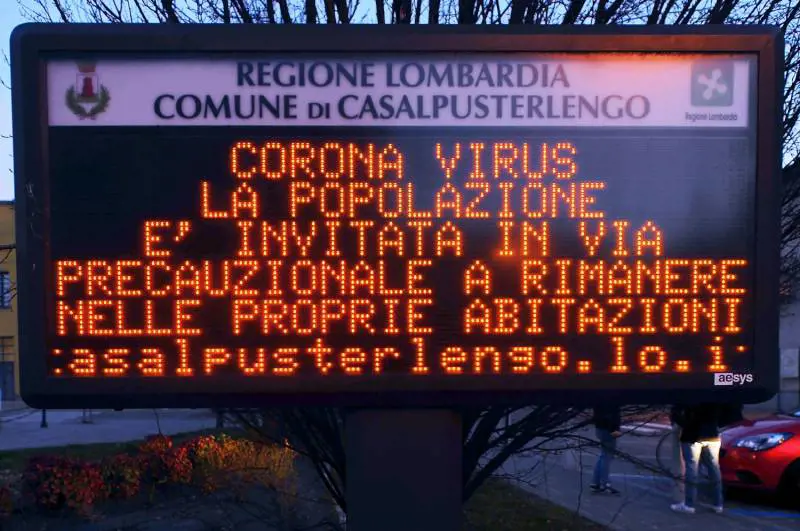 REGIONE LOMBARDIA
COMUNE DI CASALPUSTERLENGO
Regione Lombardia
CORONA VIRUS
LA POPOLAZIONE
E' INVITATA IN VIA
PRECAUZIONALE A RIMANERE
NELLE PROPRIE ABITAZIONI
:asalpusterlengo.lo.i
aesys